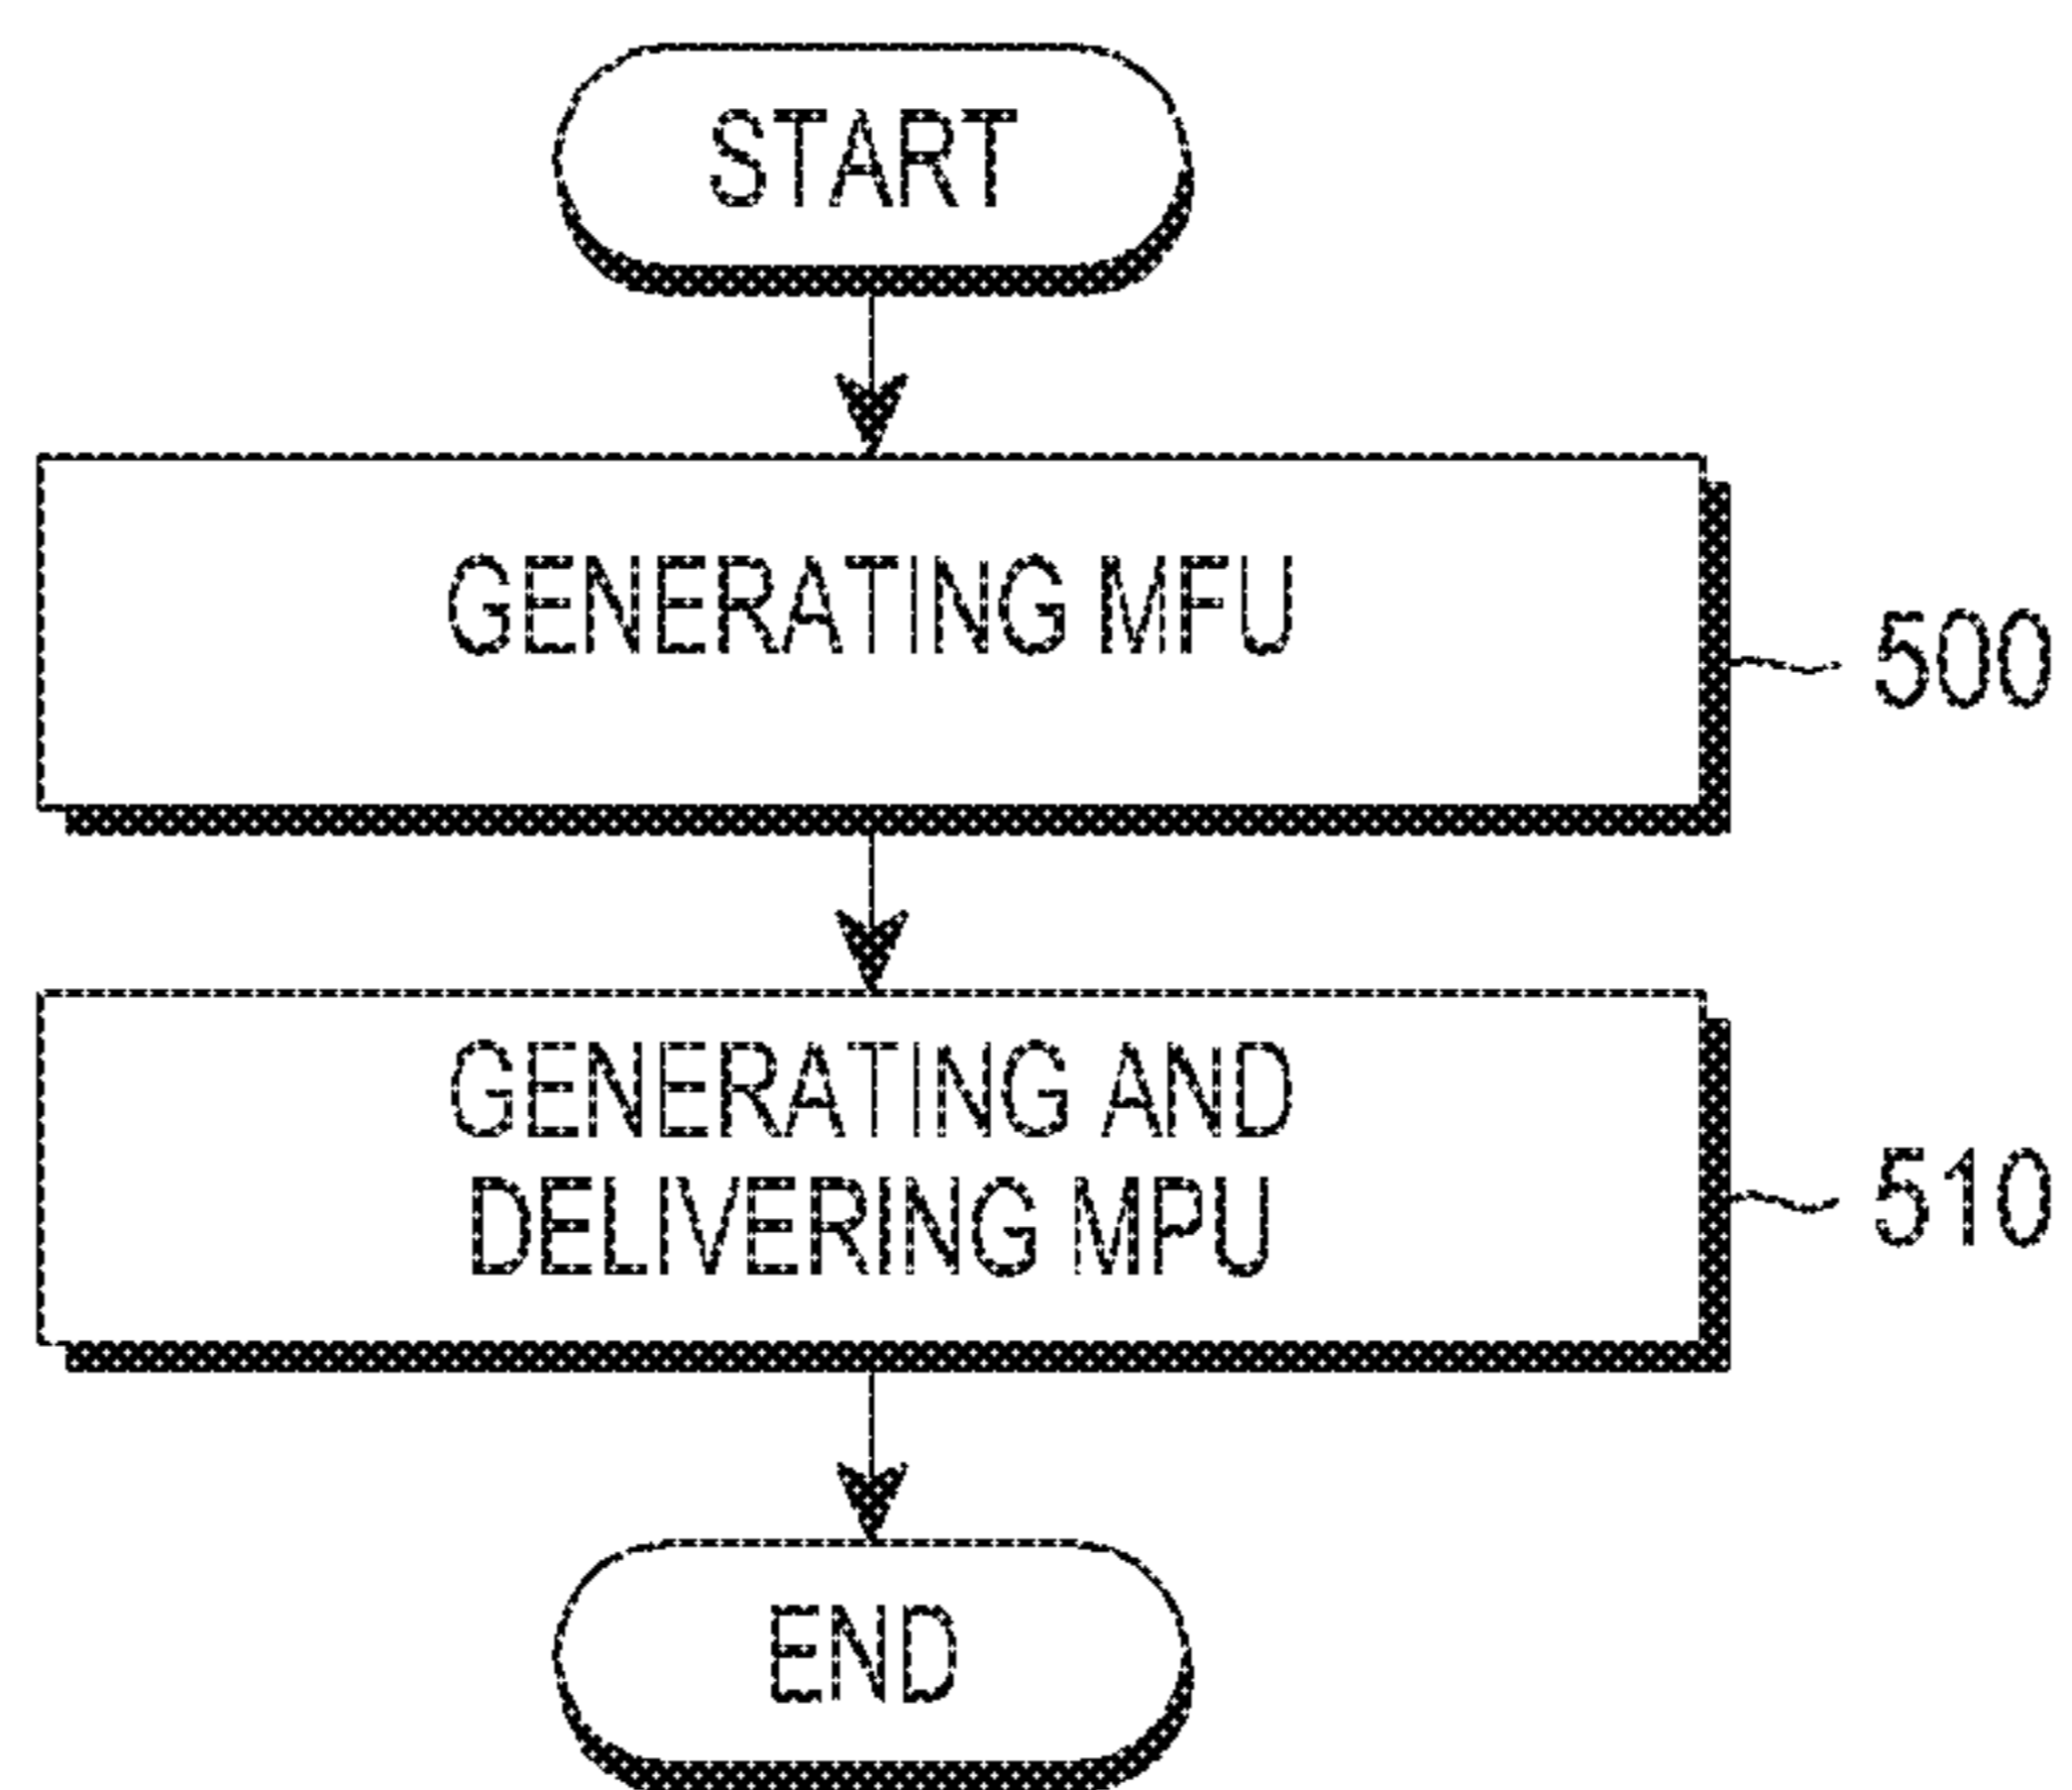 START
GENERATING MFU
500
GENERATING AND
DELIVERING MPU
510
END